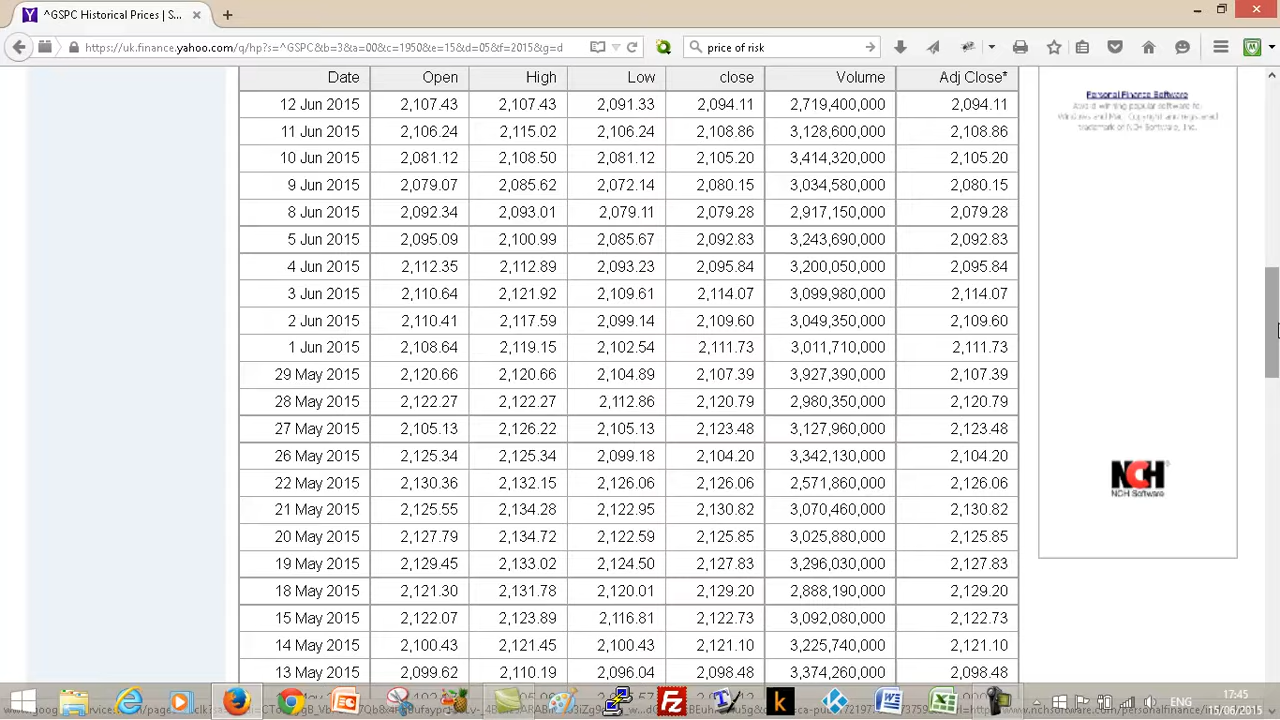 ^GSPC Historical Prices | S...
https://uk.finance.yahoo.com/q/hp?s=^GSPC&b=3&a=00&c=1950&e=15&d=05&f=2015&g=d
price of risk
Date Open High Low close Volume Adj Close*
12 Jun 2015 2,107.43 2,107.43 2,091.33 2,094.11 2,719,400,000 2,094.11
11 Jun 2015 2,106.24 2,115.02 2,106.24 2,108.86 3,128,600,000 2,108.86
10 Jun 2015 2,081.12 2,108.50 2,081.12 2,105.20 3,414,320,000 2,105.20
9 Jun 2015 2,079.07 2,085.62 2,072.14 2,080.15 3,034,580,000 2,080.15
8 Jun 2015 2,092.34 2,093.01 2,079.11 2,079.28 2,917,150,000 2,079.28
5 Jun 2015 2,095.09 2,100.99 2,085.67 2,092.83 3,243,690,000 2,092.83
4 Jun 2015 2,112.35 2,112.89 2,093.23 2,095.84 3,200,050,000 2,095.84
3 Jun 2015 2,110.64 2,121.92 2,109.61 2,114.07 3,099,980,000 2,114.07
2 Jun 2015 2,110.41 2,117.59 2,099.14 2,109.60 3,049,350,000 2,109.60
1 Jun 2015 2,108.64 2,119.15 2,102.54 2,111.73 3,011,710,000 2,111.73
29 May 2015 2,120.66 2,120.66 2,104.89 2,107.39 3,927,390,000 2,107.39
28 May 2015 2,122.27 2,122.27 2,112.86 2,120.79 2,980,350,000 2,120.79
27 May 2015 2,105.13 2,126.22 2,105.13 2,123.48 3,127,960,000 2,123.48
26 May 2015 2,125.34 2,125.34 2,099.18 2,104.20 3,342,130,000 2,104.20
22 May 2015 2,130.36 2,132.15 2,126.06 2,126.06 2,571,860,000 2,126.06
21 May 2015 2,125.55 2,134.28 2,122.95 2,130.82 3,070,460,000 2,130.82
20 May 2015 2,127.79 2,134.72 2,122.59 2,125.85 3,025,880,000 2,125.85
19 May 2015 2,129.45 2,133.02 2,124.50 2,127.83 3,296,030,000 2,127.83
18 May 2015 2,121.30 2,131.78 2,120.01 2,129.20 2,888,190,000 2,129.20
15 May 2015 2,122.07 2,123.89 2,116.81 2,122.73 3,092,080,000 2,122.73
14 May 2015 2,100.43 2,121.45 2,100.43 2,121.10 3,225,740,000 2,121.10
13 May 2015 2,099.62 2,110.19 2,096.04 2,098.48 3,374,260,000 2,098.48
Personal Finance Software
Award winning popular software for
Windows and Mac. Copyright and registered
trademark of NCH Software, Inc.
NCH®
NCH Software
ENG
17:45
15/06/2015